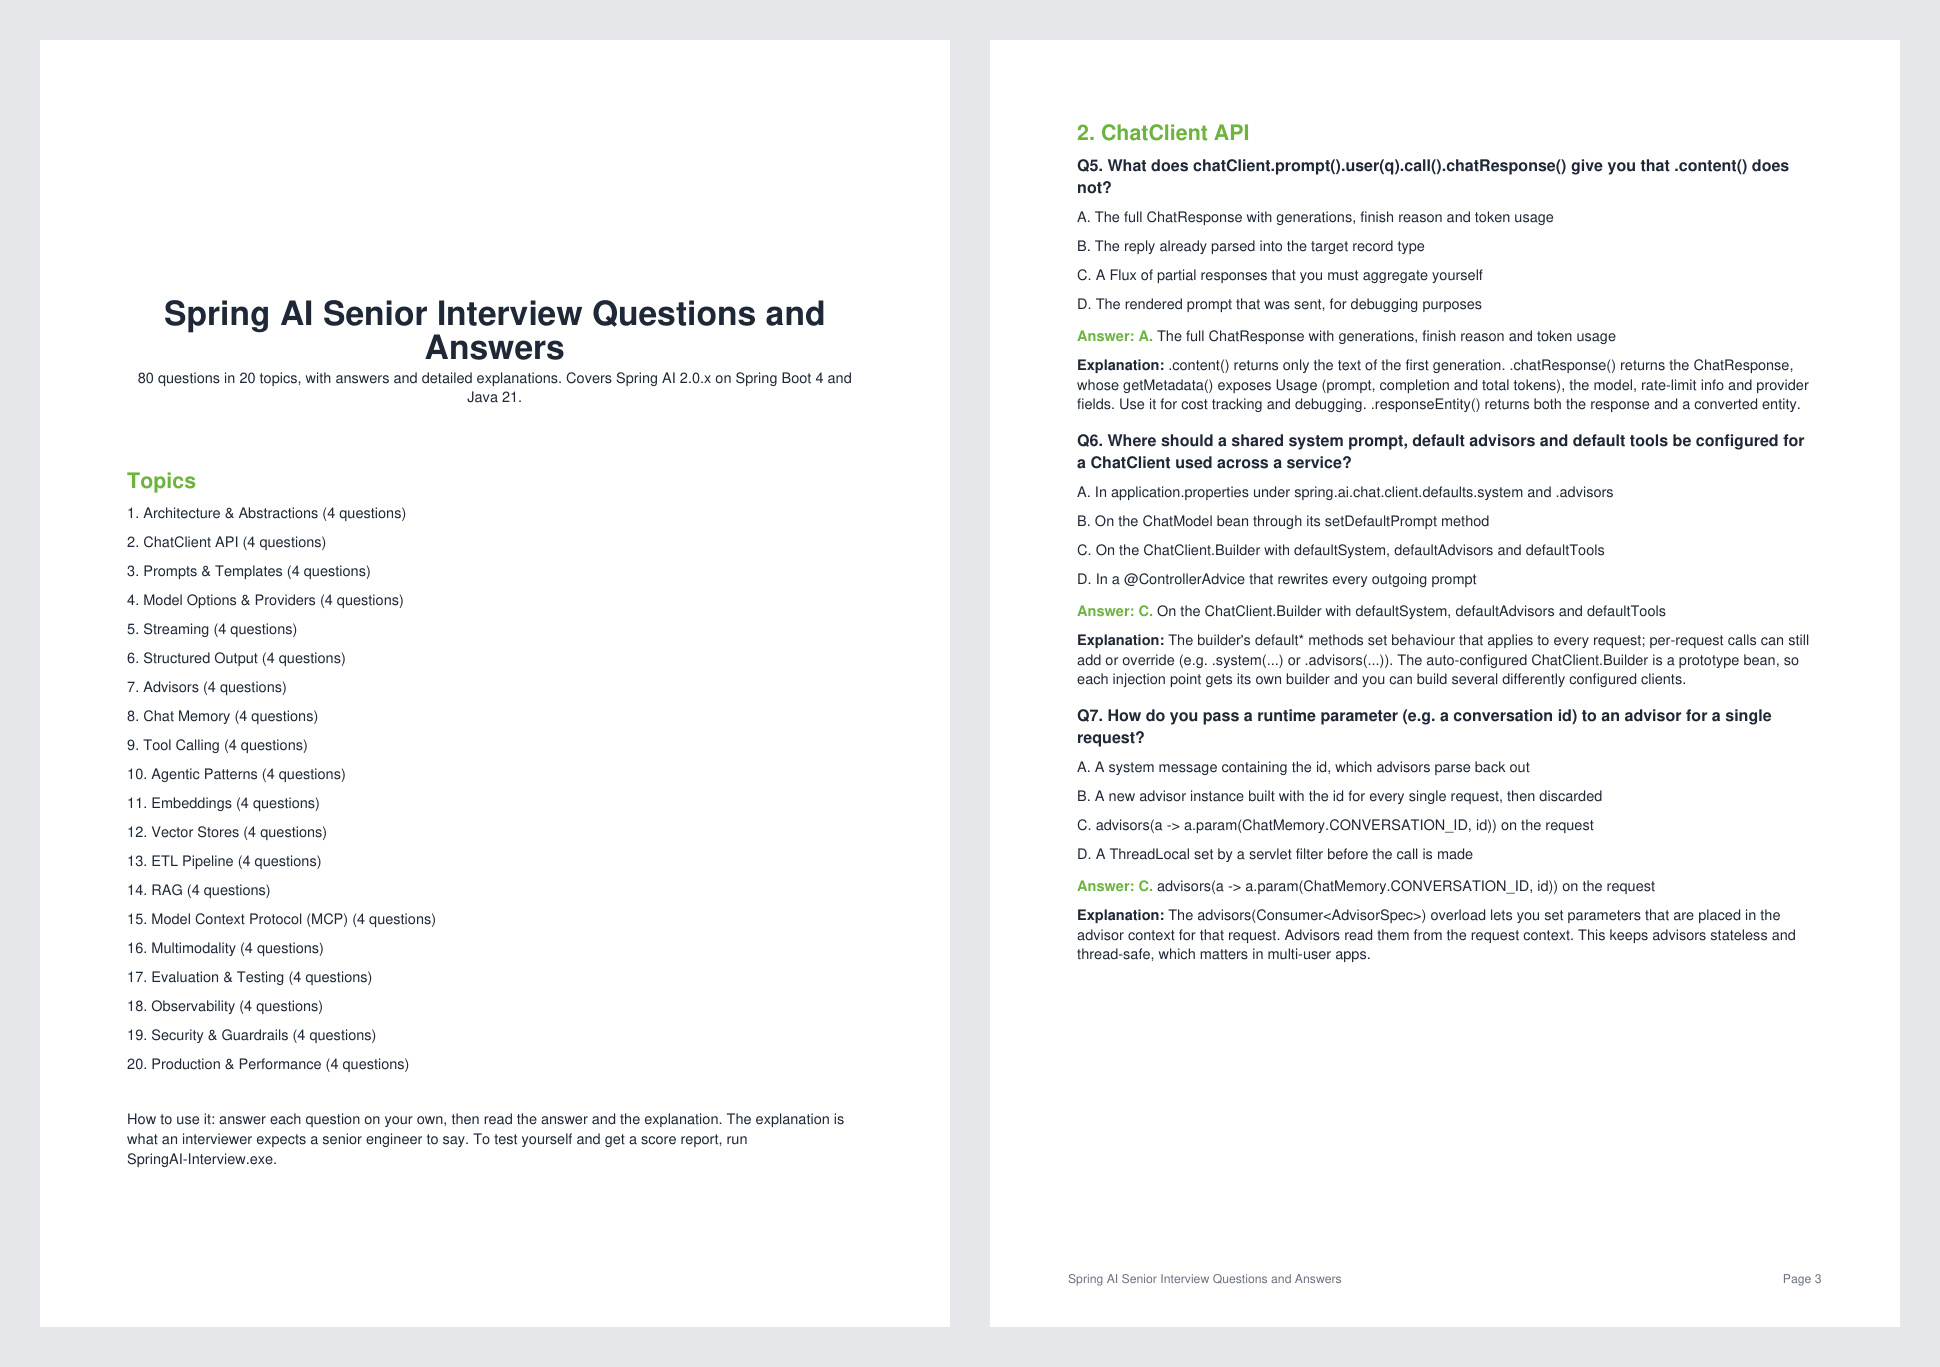 Spring AI Senior Interview Questions and
Answers
80 questions in 20 topics, with answers and detailed explanations. Covers Spring AI 2.0.x on Spring Boot 4 and
Java 21.
Topics
1. Architecture & Abstractions (4 questions)
2. ChatClient API (4 questions)
3. Prompts & Templates (4 questions)
4. Model Options & Providers (4 questions)
5. Streaming (4 questions)
6. Structured Output (4 questions)
7. Advisors (4 questions)
8. Chat Memory (4 questions)
9. Tool Calling (4 questions)
10. Agentic Patterns (4 questions)
11. Embeddings (4 questions)
12. Vector Stores (4 questions)
13. ETL Pipeline (4 questions)
14. RAG (4 questions)
15. Model Context Protocol (MCP) (4 questions)
16. Multimodality (4 questions)
17. Evaluation & Testing (4 questions)
18. Observability (4 questions)
19. Security & Guardrails (4 questions)
20. Production & Performance (4 questions)
How to use it: answer each question on your own, then read the answer and the explanation. The explanation is
what an interviewer expects a senior engineer to say. To test yourself and get a score report, run
SpringAI-Interview.exe.
2. ChatClient API
Q5. What does chatClient.prompt().user(q).call().chatResponse() give you that .content() does
not?
A. The full ChatResponse with generations, finish reason and token usage
B. The reply already parsed into the target record type
C. A Flux of partial responses that you must aggregate yourself
D. The rendered prompt that was sent, for debugging purposes
Answer: A. The full ChatResponse with generations, finish reason and token usage
Explanation: .content() returns only the text of the first generation. .chatResponse() returns the ChatResponse,
whose getMetadata() exposes Usage (prompt, completion and total tokens), the model, rate-limit info and provider
fields. Use it for cost tracking and debugging. .responseEntity() returns both the response and a converted entity.
Q6. Where should a shared system prompt, default advisors and default tools be configured for
a ChatClient used across a service?
A. In application.properties under spring.ai.chat.client.defaults.system and .advisors
B. On the ChatModel bean through its setDefaultPrompt method
C. On the ChatClient.Builder with defaultSystem, defaultAdvisors and defaultTools
D. In a @ControllerAdvice that rewrites every outgoing prompt
Answer: C. On the ChatClient.Builder with defaultSystem, defaultAdvisors and defaultTools
Explanation: The builder's default* methods set behaviour that applies to every request; per-request calls can still
add or override (e.g. .system(...) or .advisors(...)). The auto-configured ChatClient.Builder is a prototype bean, so
each injection point gets its own builder and you can build several differently configured clients.
Q7. How do you pass a runtime parameter (e.g. a conversation id) to an advisor for a single
request?
A. A system message containing the id, which advisors parse back out
B. A new advisor instance built with the id for every single request, then discarded
C. advisors(a -> a.param(ChatMemory.CONVERSATION_ID, id)) on the request
D. A ThreadLocal set by a servlet filter before the call is made
Answer: C. advisors(a -> a.param(ChatMemory.CONVERSATION_ID, id)) on the request
Explanation: The advisors(Consumer<AdvisorSpec>) overload lets you set parameters that are placed in the
advisor context for that request. Advisors read them from the request context. This keeps advisors stateless and
thread-safe, which matters in multi-user apps.
Spring AI Senior Interview Questions and Answers
Page 3